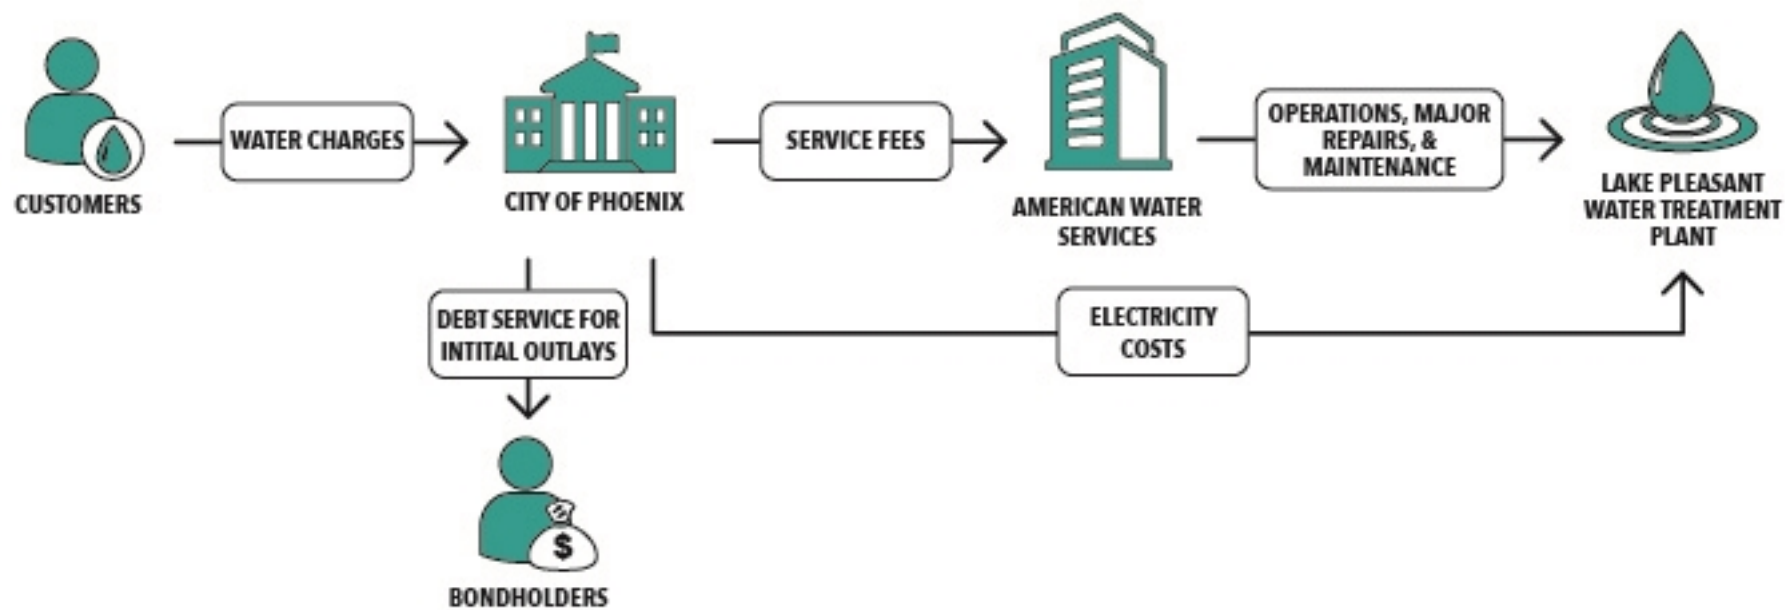 WATER CHARGES
SERVICE FEES
OPERATIONS, MAJOR
REPAIRS, &
MAINTENANCE
CUSTOMERS
CITY OF PHOENIX
AMERICAN WATER
SERVICES
LAKE PLEASANT
WATER TREATMENT
PLANT
DEBT SERVICE FOR
INTITAL OUTLAYS
ELECTRICITY
COSTS
$
BONDHOLDERS